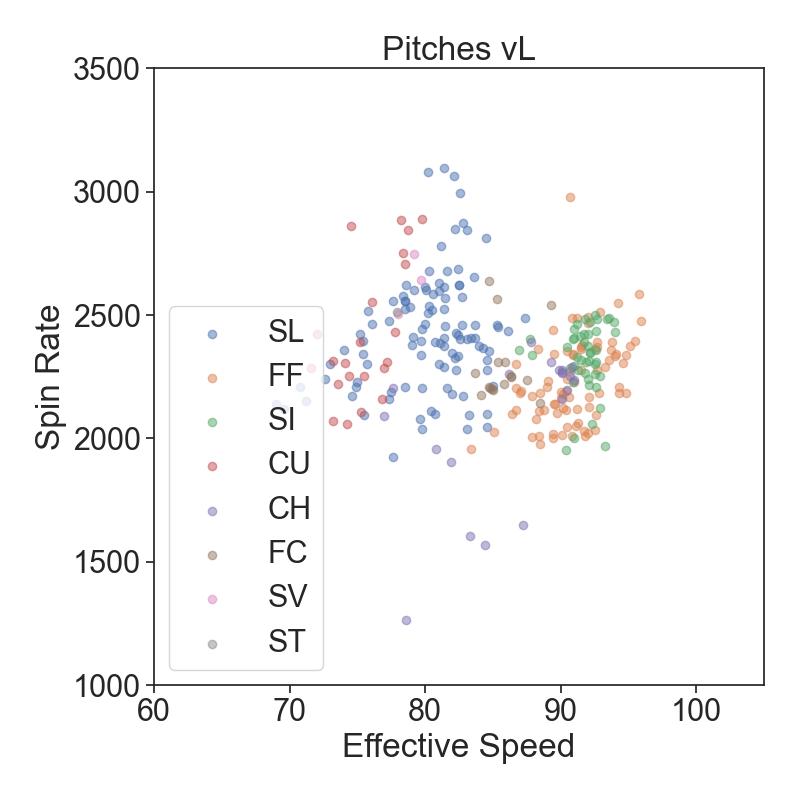 Pitches vL
3500
3000
2500
2000
1500
1000
Spin Rate
SL
FF
SI
CU
CH
FC
SV
ST
60 70 80 90 100
Effective Speed